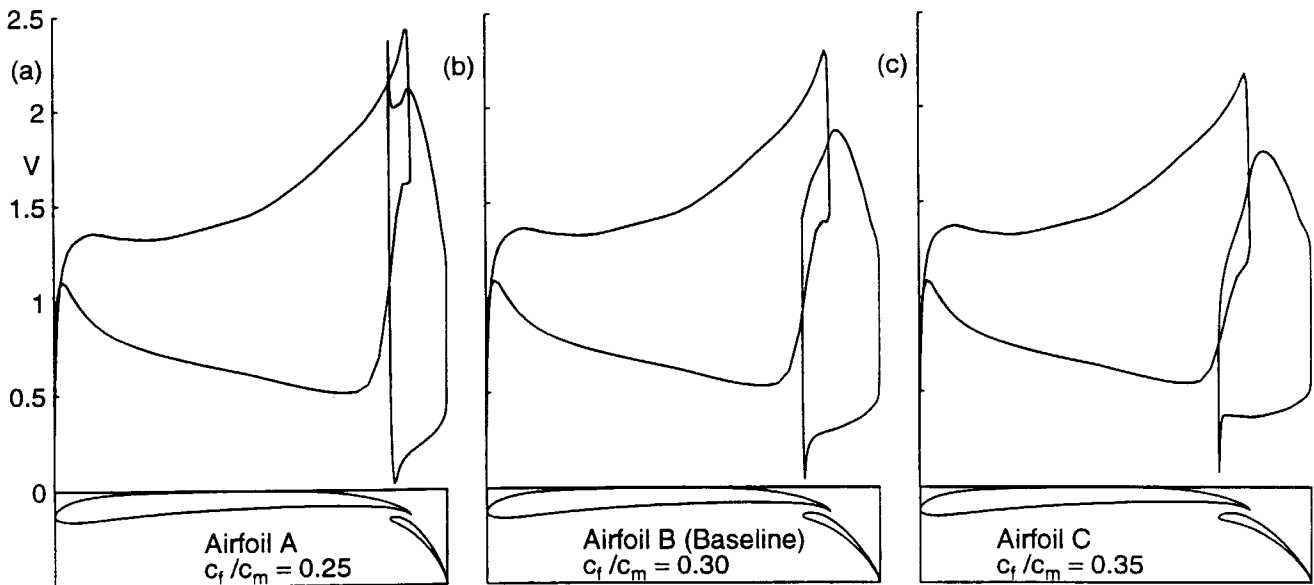 2.5
(a)
2
V
1.5
1
0.5
0
(b)
(c)
Airfoil A
c_f/c_m = 0.25
Airfoil B (Baseline)
c_f/c_m = 0.30
Airfoil C
c_f/c_m = 0.35